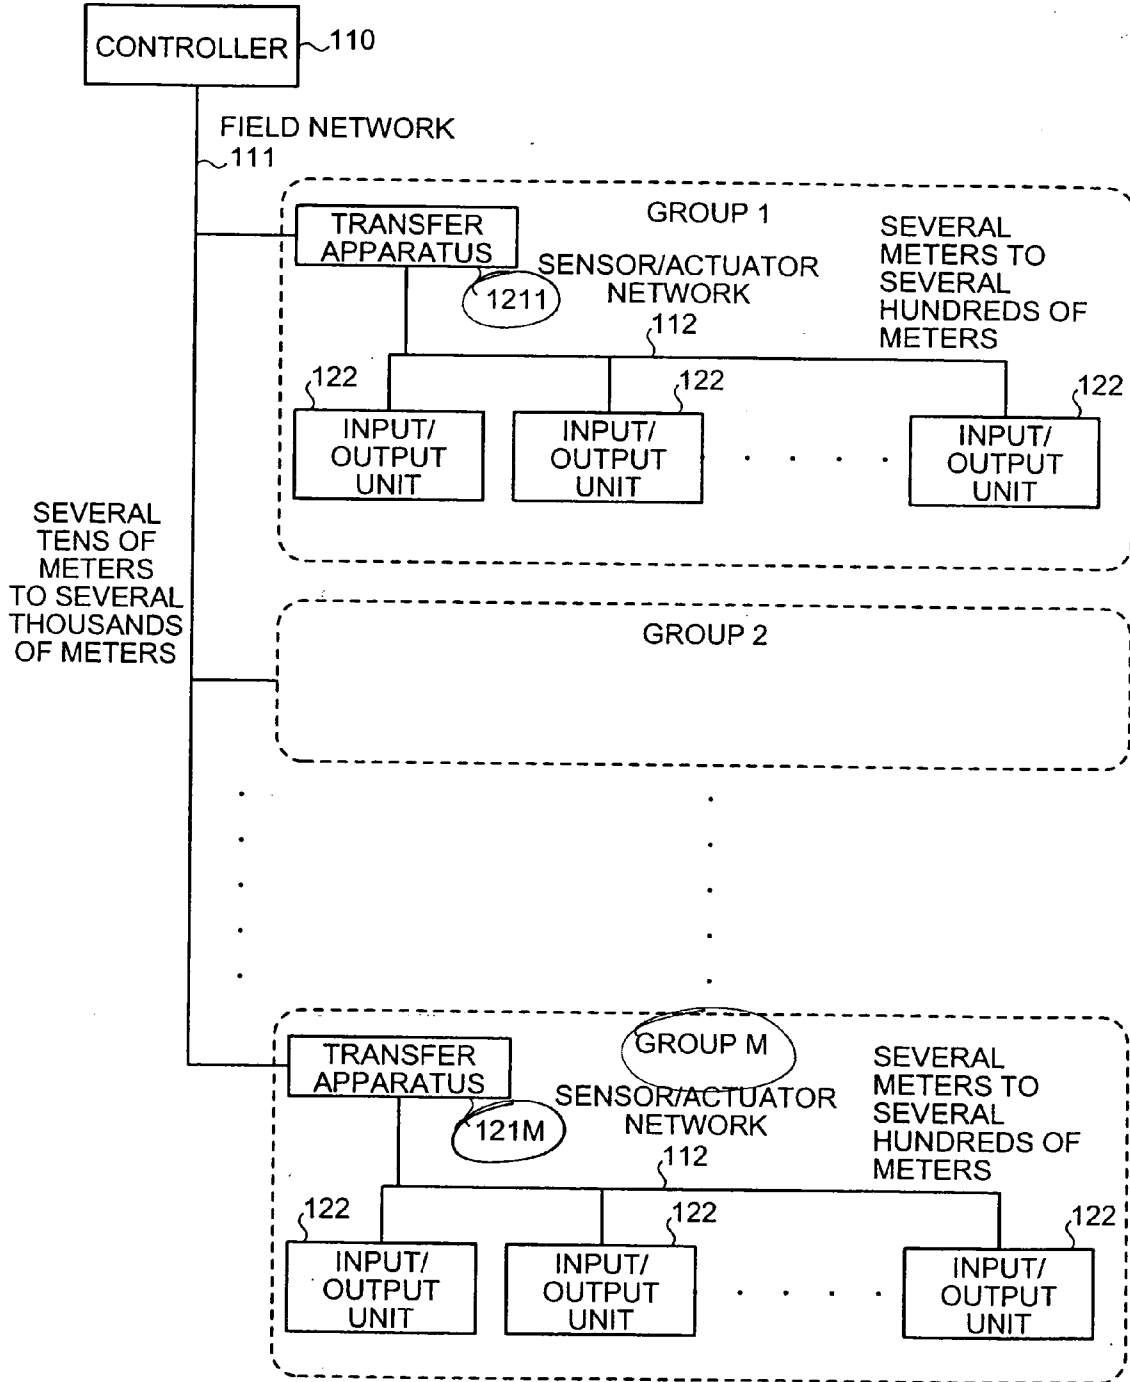 CONTROLLER
110
FIELD NETWORK
111
GROUP 1
TRANSFER
APPARATUS
1211
SENSOR/ACTUATOR
NETWORK
112
SEVERAL
METERS TO
SEVERAL
HUNDREDS OF
METERS
122
122
122
INPUT/
OUTPUT
UNIT
INPUT/
OUTPUT
UNIT
INPUT/
OUTPUT
UNIT
SEVERAL
TENS OF
METERS
TO SEVERAL
THOUSANDS
OF METERS
GROUP 2
GROUP M
TRANSFER
APPARATUS
121M
SENSOR/ACTUATOR
NETWORK
112
SEVERAL
METERS TO
SEVERAL
HUNDREDS OF
METERS
122
122
122
INPUT/
OUTPUT
UNIT
INPUT/
OUTPUT
UNIT
INPUT/
OUTPUT
UNIT